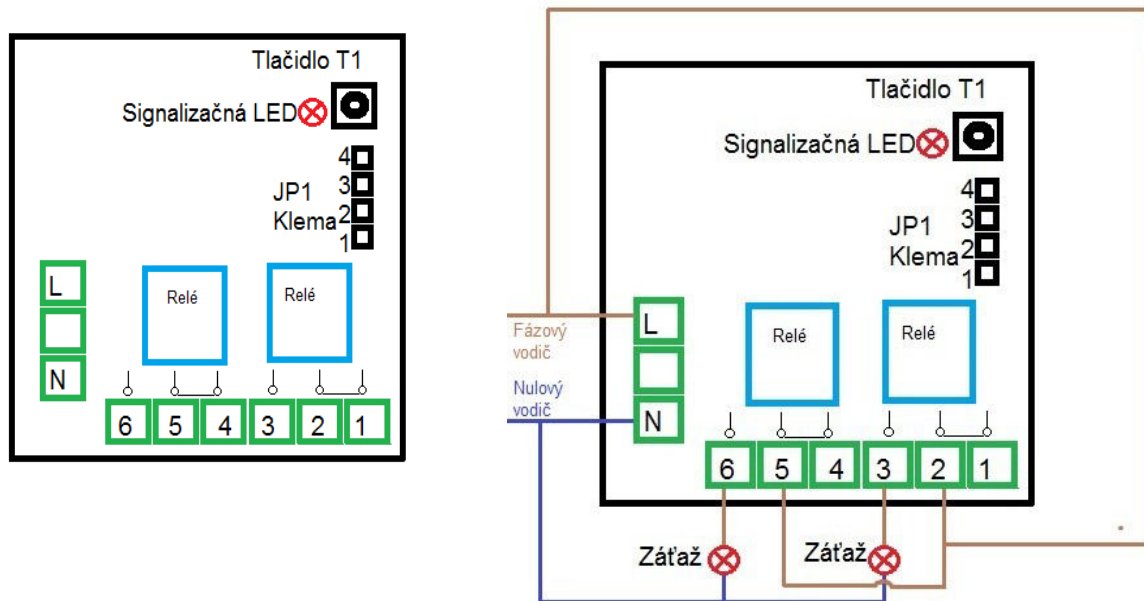 Tlačidlo T1
Signalizačná LED
4
3
JP1
2
Klema
1
L
Relé
Relé
N
6 5 4 3 2 1
Tlačidlo T1
Signalizačná LED
4
3
JP1
2
Klema
1
L
Fázový
vodič
Relé
Relé
Nulový
vodič
N
6 5 4 3 2 1
Záťaž
Záťaž